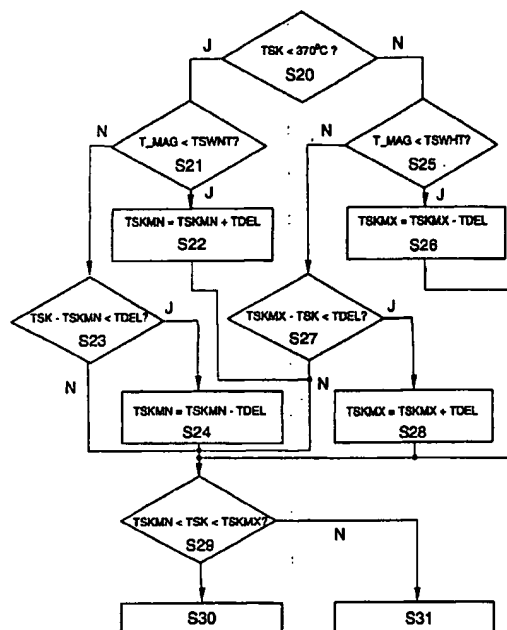 TSK < 370°C ?
S20
J
N
T_MAG < TSWNT?
S21
N
J
T_MAG < TSWHT?
S25
N
J
TSKMN = TSKMN + TDEL
S22
TSKMX = TSKMX - TDEL
S26
TSK - TSKMN < TDEL?
S23
J
N
TSKMX - TSK < TDEL?
S27
J
N
TSKMN = TSKMN - TDEL
S24
TSKMX = TSKMX + TDEL
S28
TSKMN < TSK < TSKMX?
S29
N
S30
S31